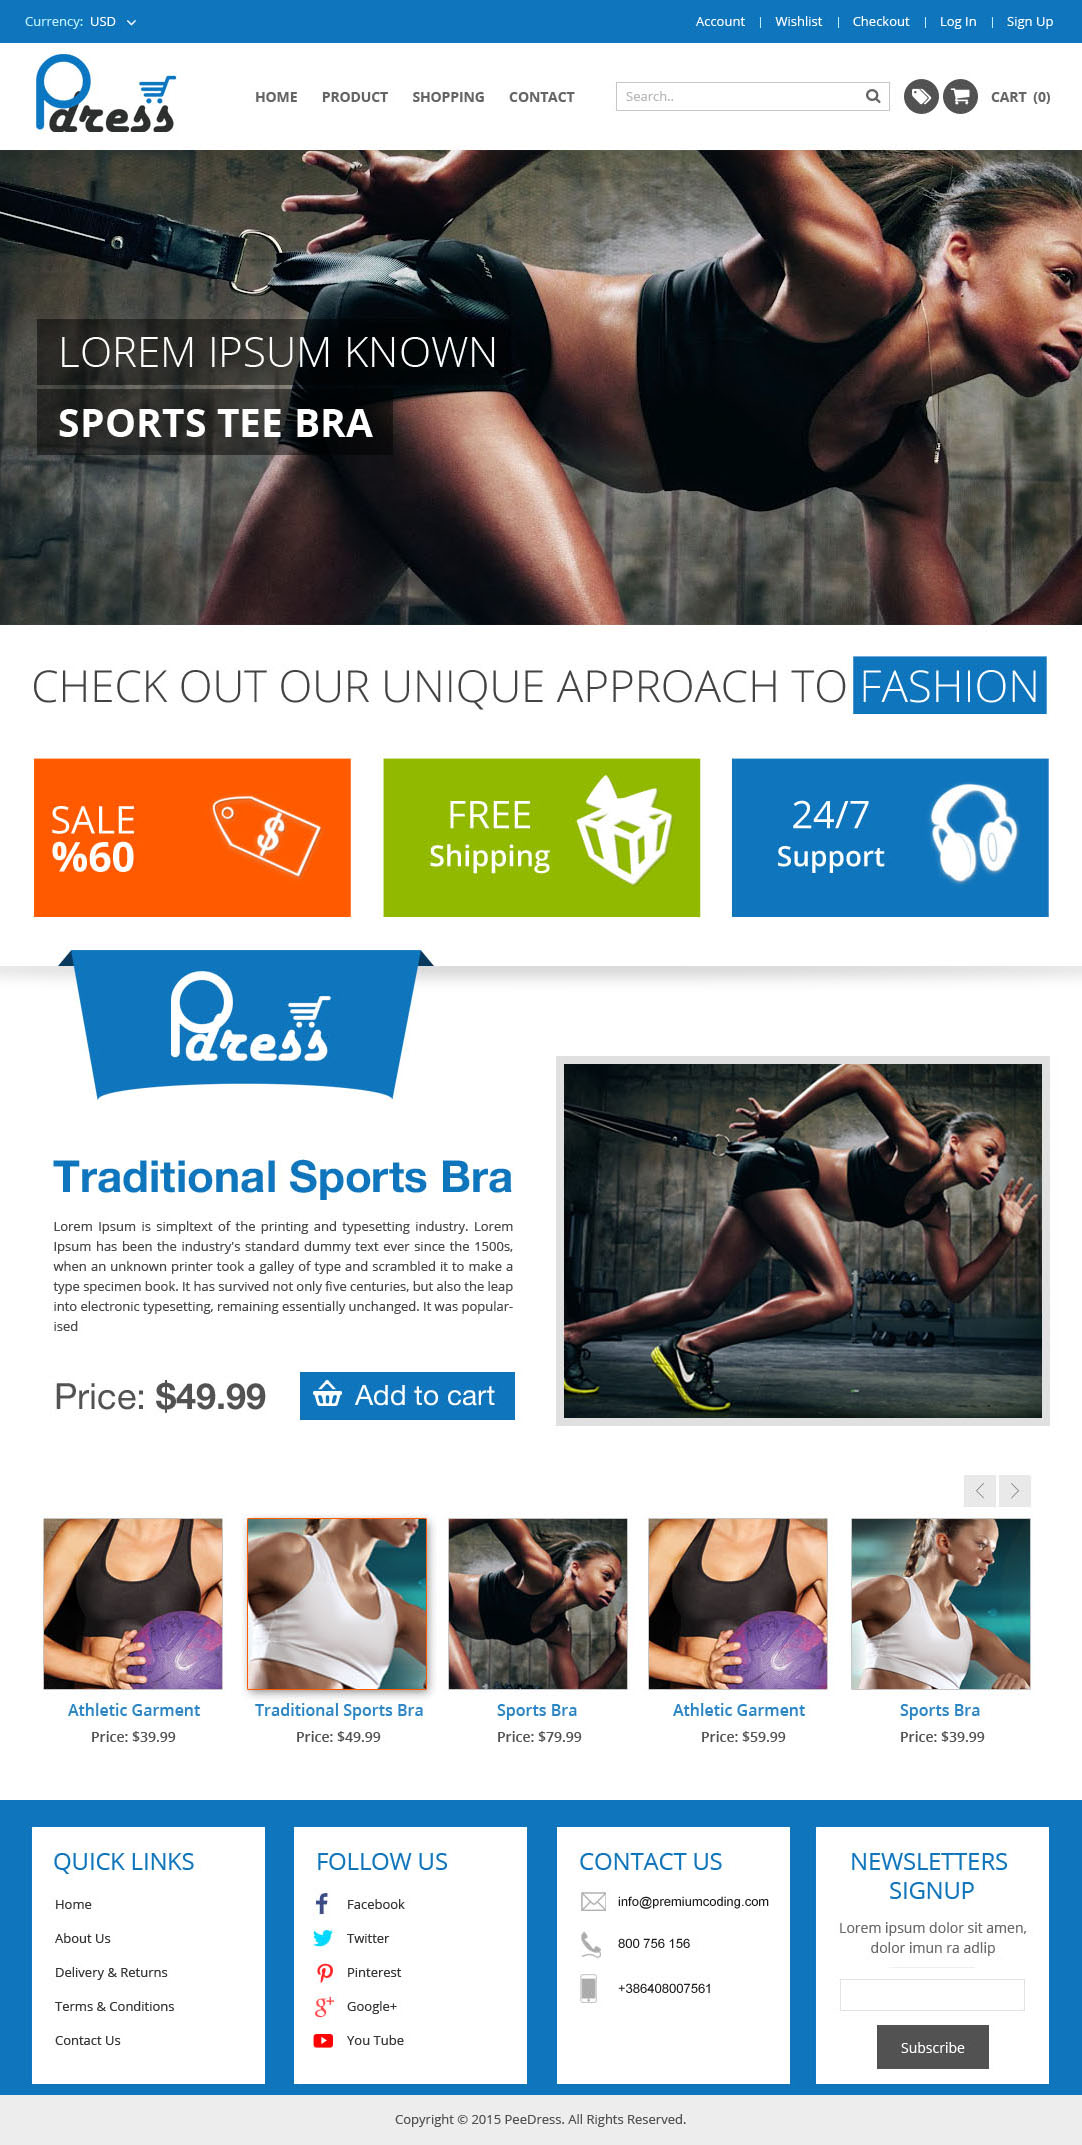 Currency: USD
Account | Wishlist | Checkout | Log In | Sign Up
Pdress
HOME PRODUCT SHOPPING CONTACT
Search..
CART (0)
LOREM IPSUM KNOWN
SPORTS TEE BRA
CHECK OUT OUR UNIQUE APPROACH TO FASHION
SALE
%60
FREE
Shipping
24/7
Support
Pdress
Traditional Sports Bra
Lorem Ipsum is simpltext of the printing and typesetting industry. Lorem
Ipsum has been the industry's standard dummy text ever since the 1500s,
when an unknown printer took a galley of type and scrambled it to make a
type specimen book. It has survived not only five centuries, but also the leap
into electronic typesetting, remaining essentially unchanged. It was popular-
ised
Price: $49.99
Add to cart
Athletic Garment
Price: $39.99
Traditional Sports Bra
Price: $49.99
Sports Bra
Price: $79.99
Athletic Garment
Price: $59.99
Sports Bra
Price: $39.99
QUICK LINKS
Home
About Us
Delivery & Returns
Terms & Conditions
Contact Us
FOLLOW US
Facebook
Twitter
Pinterest
Google+
You Tube
CONTACT US
info@premiumcoding.com
800 756 156
+386408007561
NEWSLETTERS
SIGNUP
Lorem ipsum dolor sit amen,
dolor imun ra adlip
Subscribe
Copyright © 2015 PeeDress. All Rights Reserved.